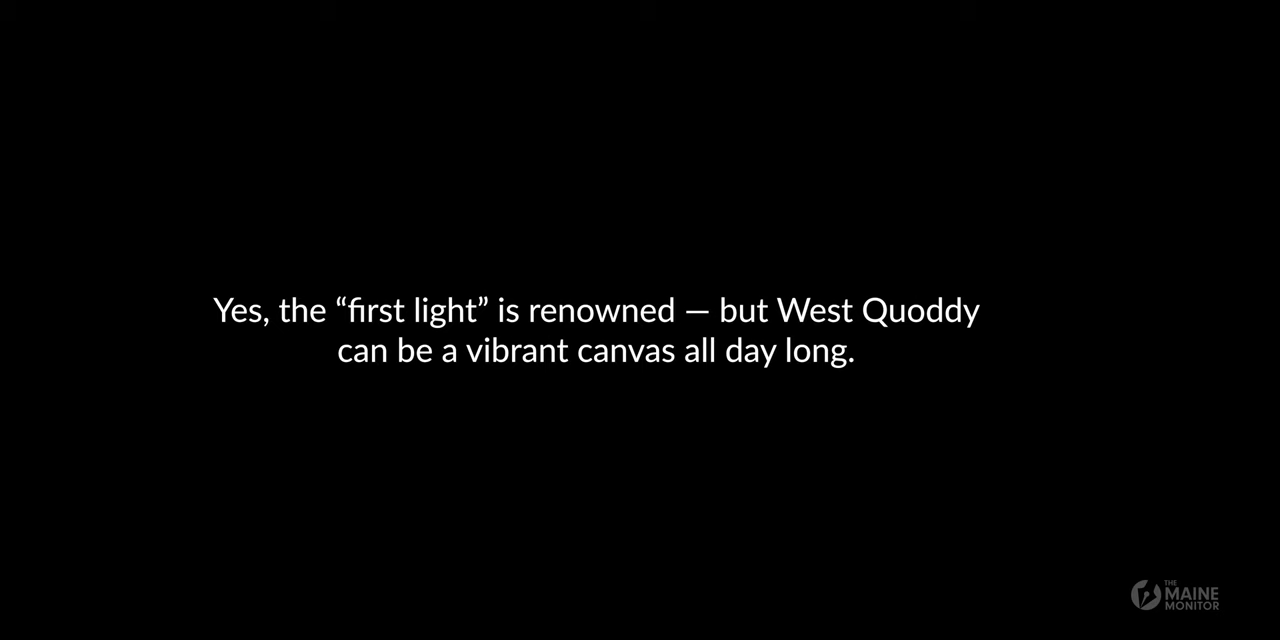 Yes, the “first light” is renowned — but West Quoddy
can be a vibrant canvas all day long.
THE
MAINE
MONITOR